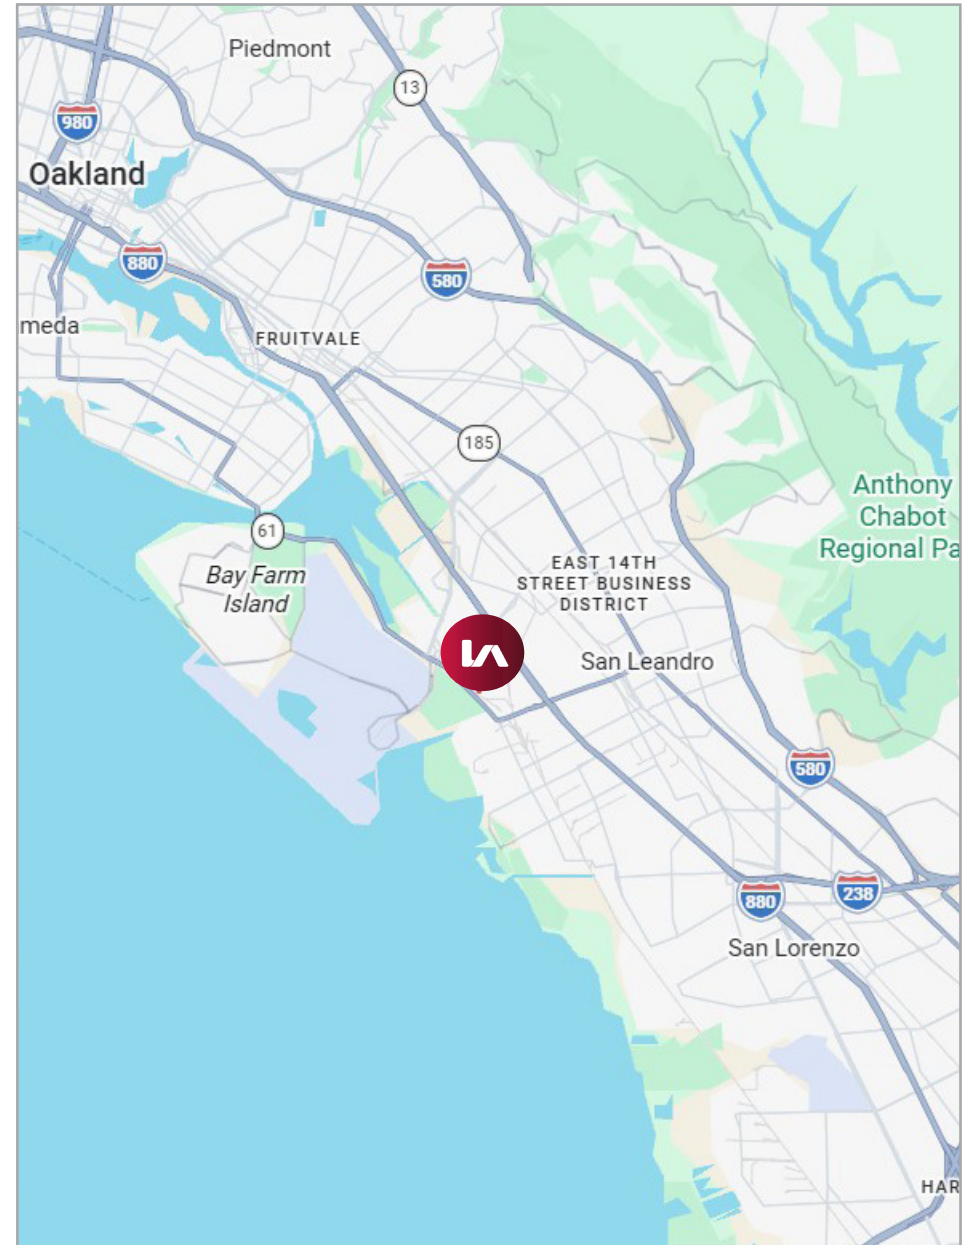 Piedmont
13
980
Oakland
880
580
meda
FRUITVALE
185
Anthony
Chabot
Regional Pa
61
Bay Farm
Island
EAST 14TH
STREET BUSINESS
DISTRICT
San Leandro
580
880
238
San Lorenzo
HAR